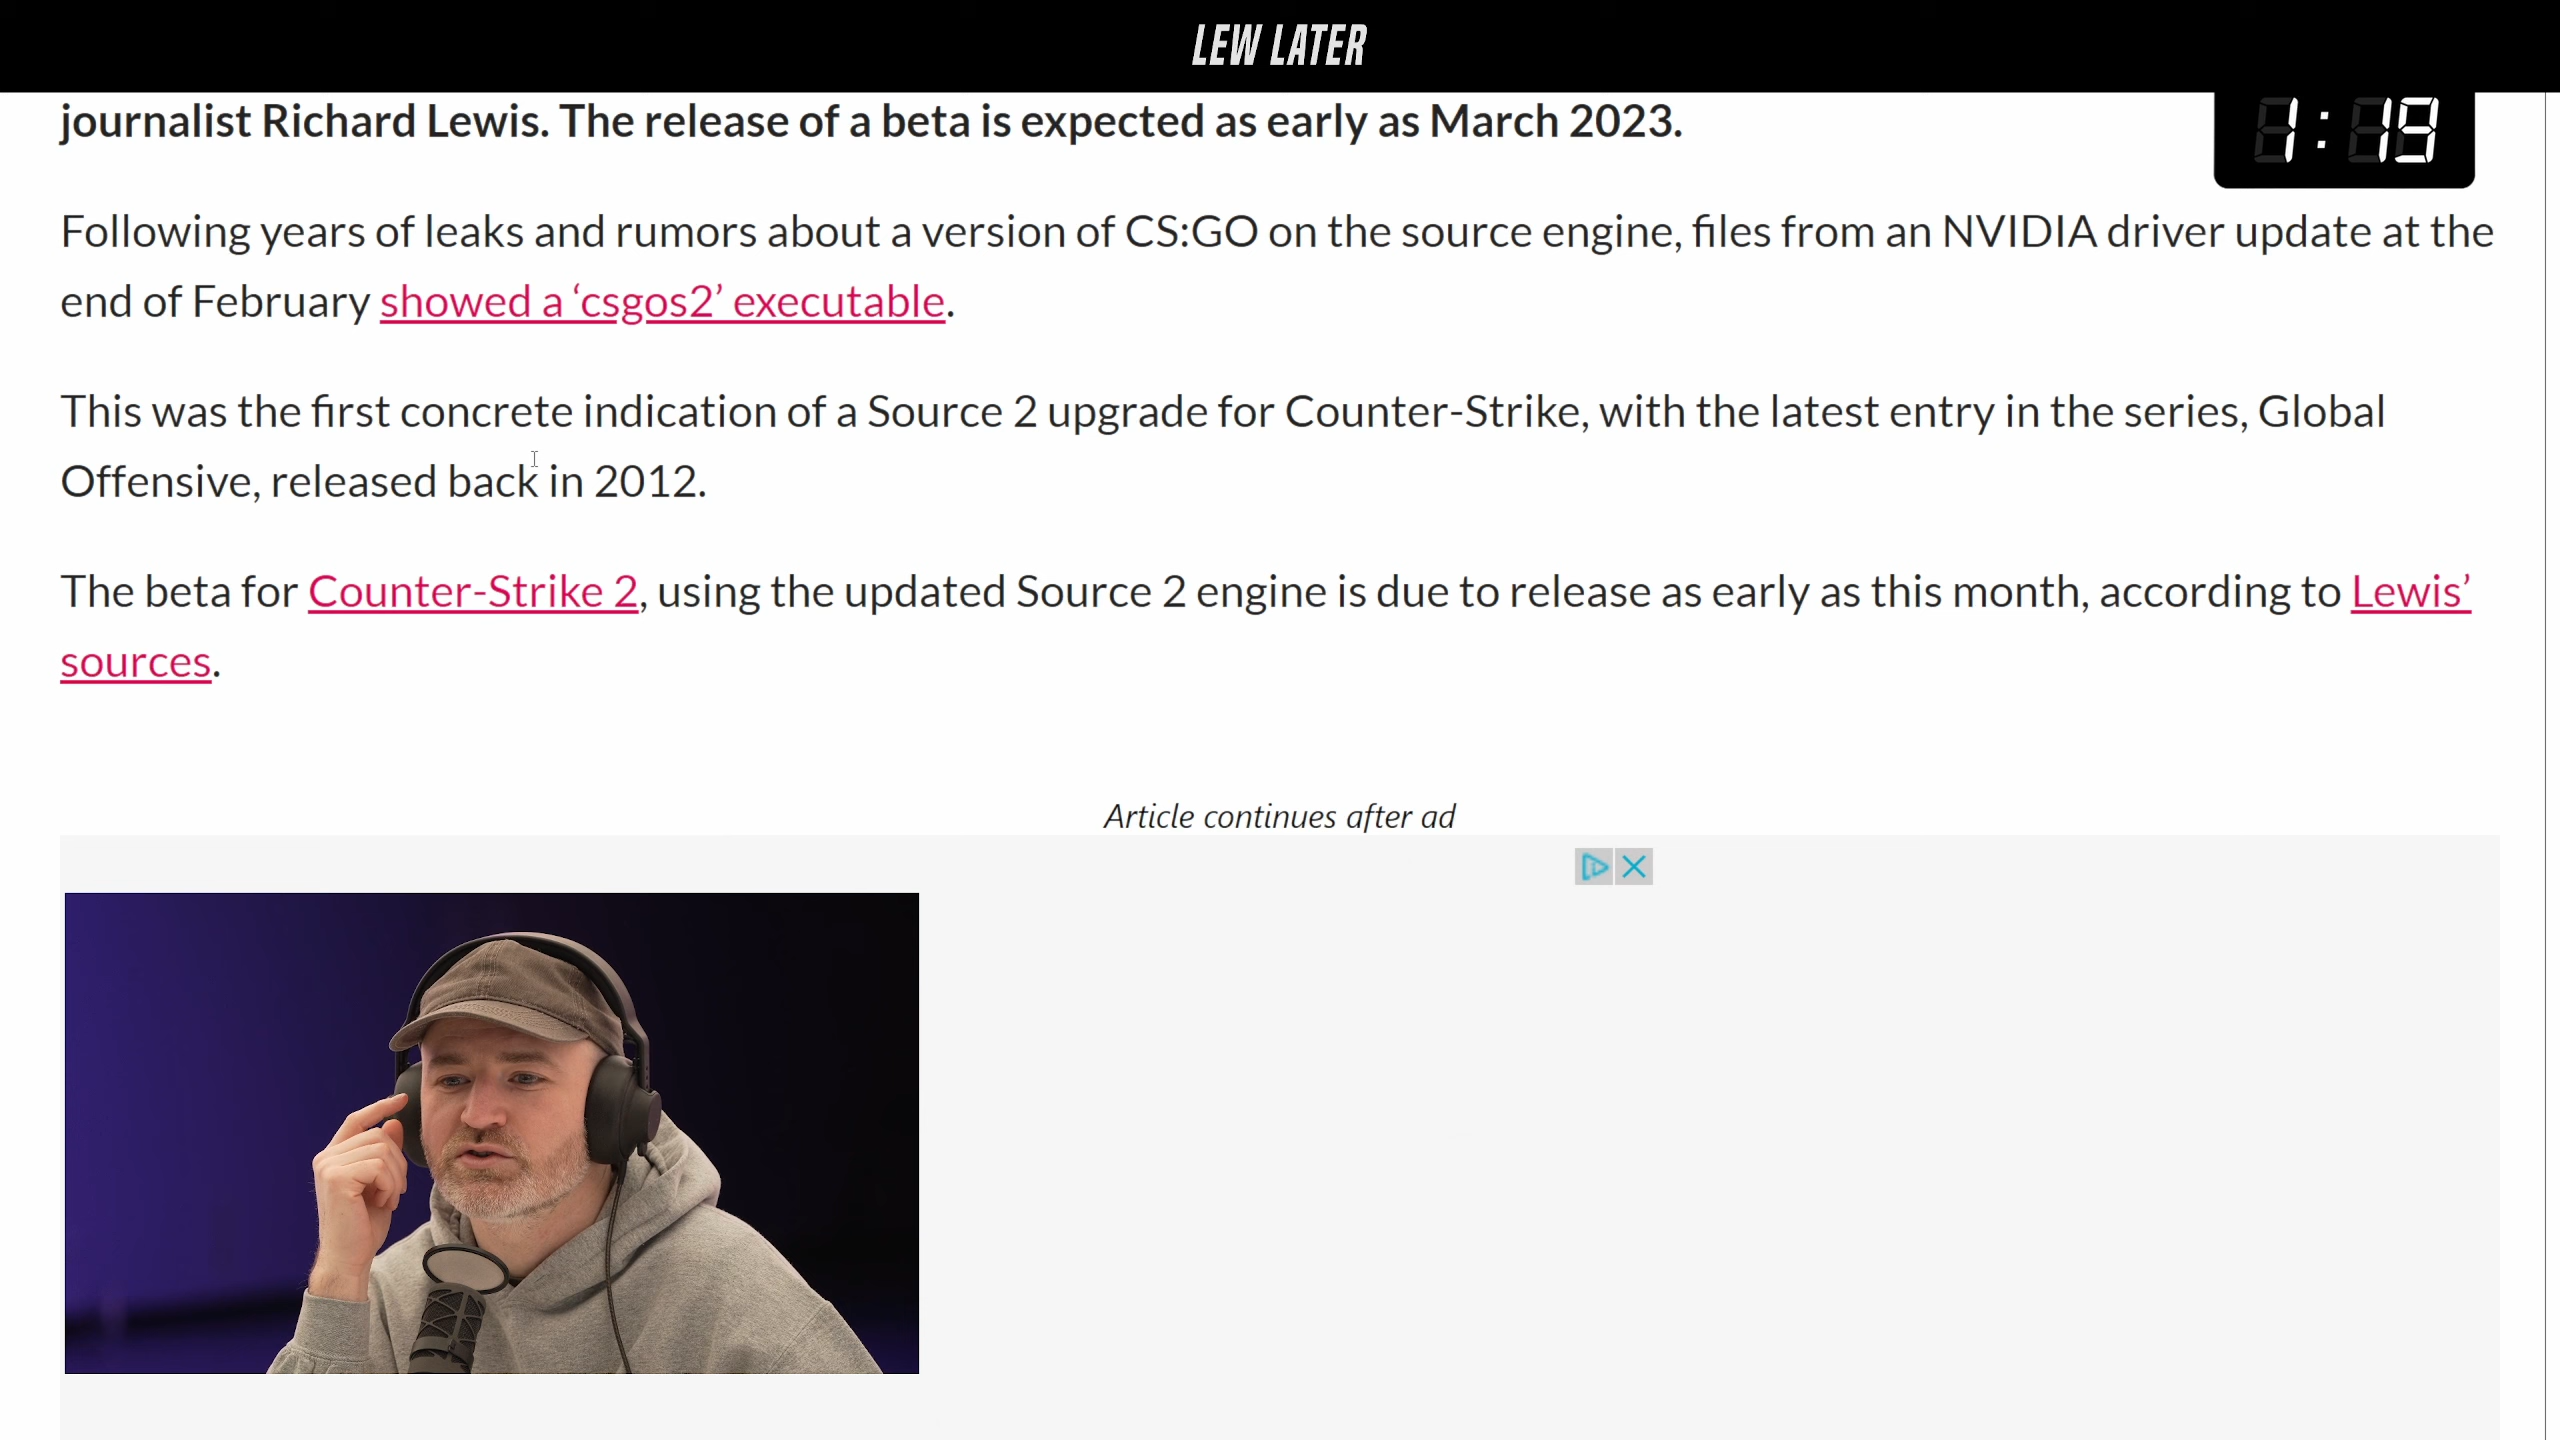 LEW LATER
journalist Richard Lewis. The release of a beta is expected as early as March 2023.
1:19
Following years of leaks and rumors about a version of CS:GO on the source engine, files from an NVIDIA driver update at the
end of February showed a ‘csgos2’ executable.
This was the first concrete indication of a Source 2 upgrade for Counter-Strike, with the latest entry in the series, Global
Offensive, released back in 2012.
The beta for Counter-Strike 2, using the updated Source 2 engine is due to release as early as this month, according to Lewis’
sources.
Article continues after ad